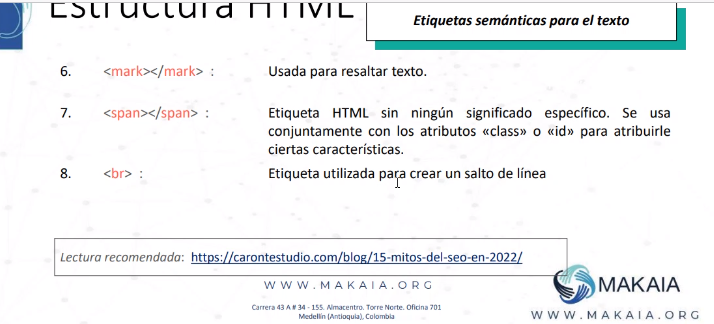 Estructura HTML
Etiquetas semánticas para el texto
6. <mark></mark> : Usada para resaltar texto.
7. <span></span> : Etiqueta HTML sin ningún significado específico. Se usa
conjuntamente con los atributos «class» o «id» para atribuirle
ciertas características.
8. <br> : Etiqueta utilizada para crear un salto de línea
Lectura recomendada: https://carontestudio.com/blog/15-mitos-del-seo-en-2022/
WWW.MAKAIA.ORG
Carrera 43 A # 34 - 155. Almacentro. Torre Norte. Oficina 701
Medellín (Antioquia), Colombia
MAKAIA
WWW.MAKAIA.ORG